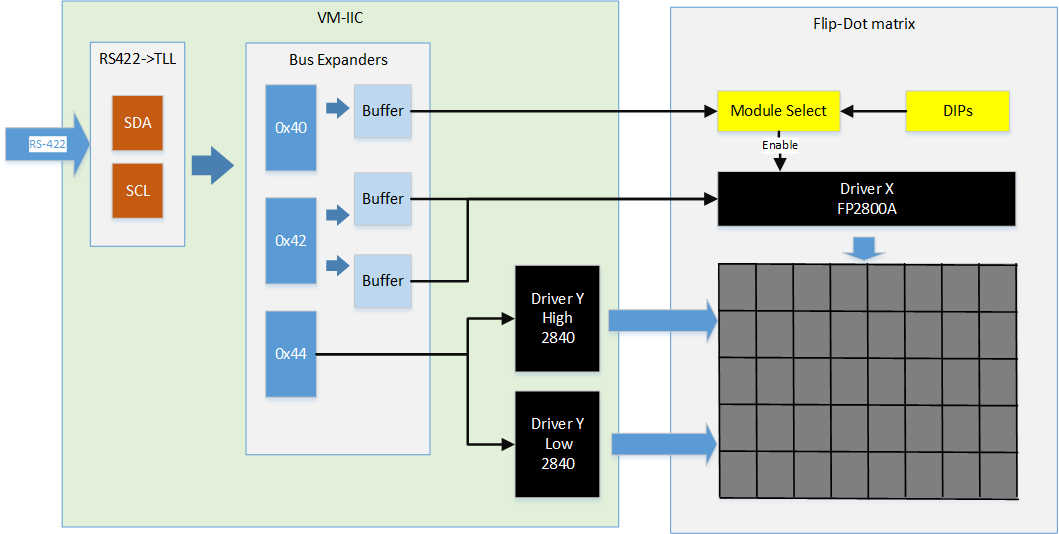 VM-IIC
Flip-Dot matrix
RS422->TLL
Bus Expanders
SDA
SCL
RS-422
0x40
Buffer
0x42
Buffer
Buffer
0x44
Driver Y
High
2840
Driver Y
Low
2840
Module Select
DIPs
Enable
Driver X
FP2800A